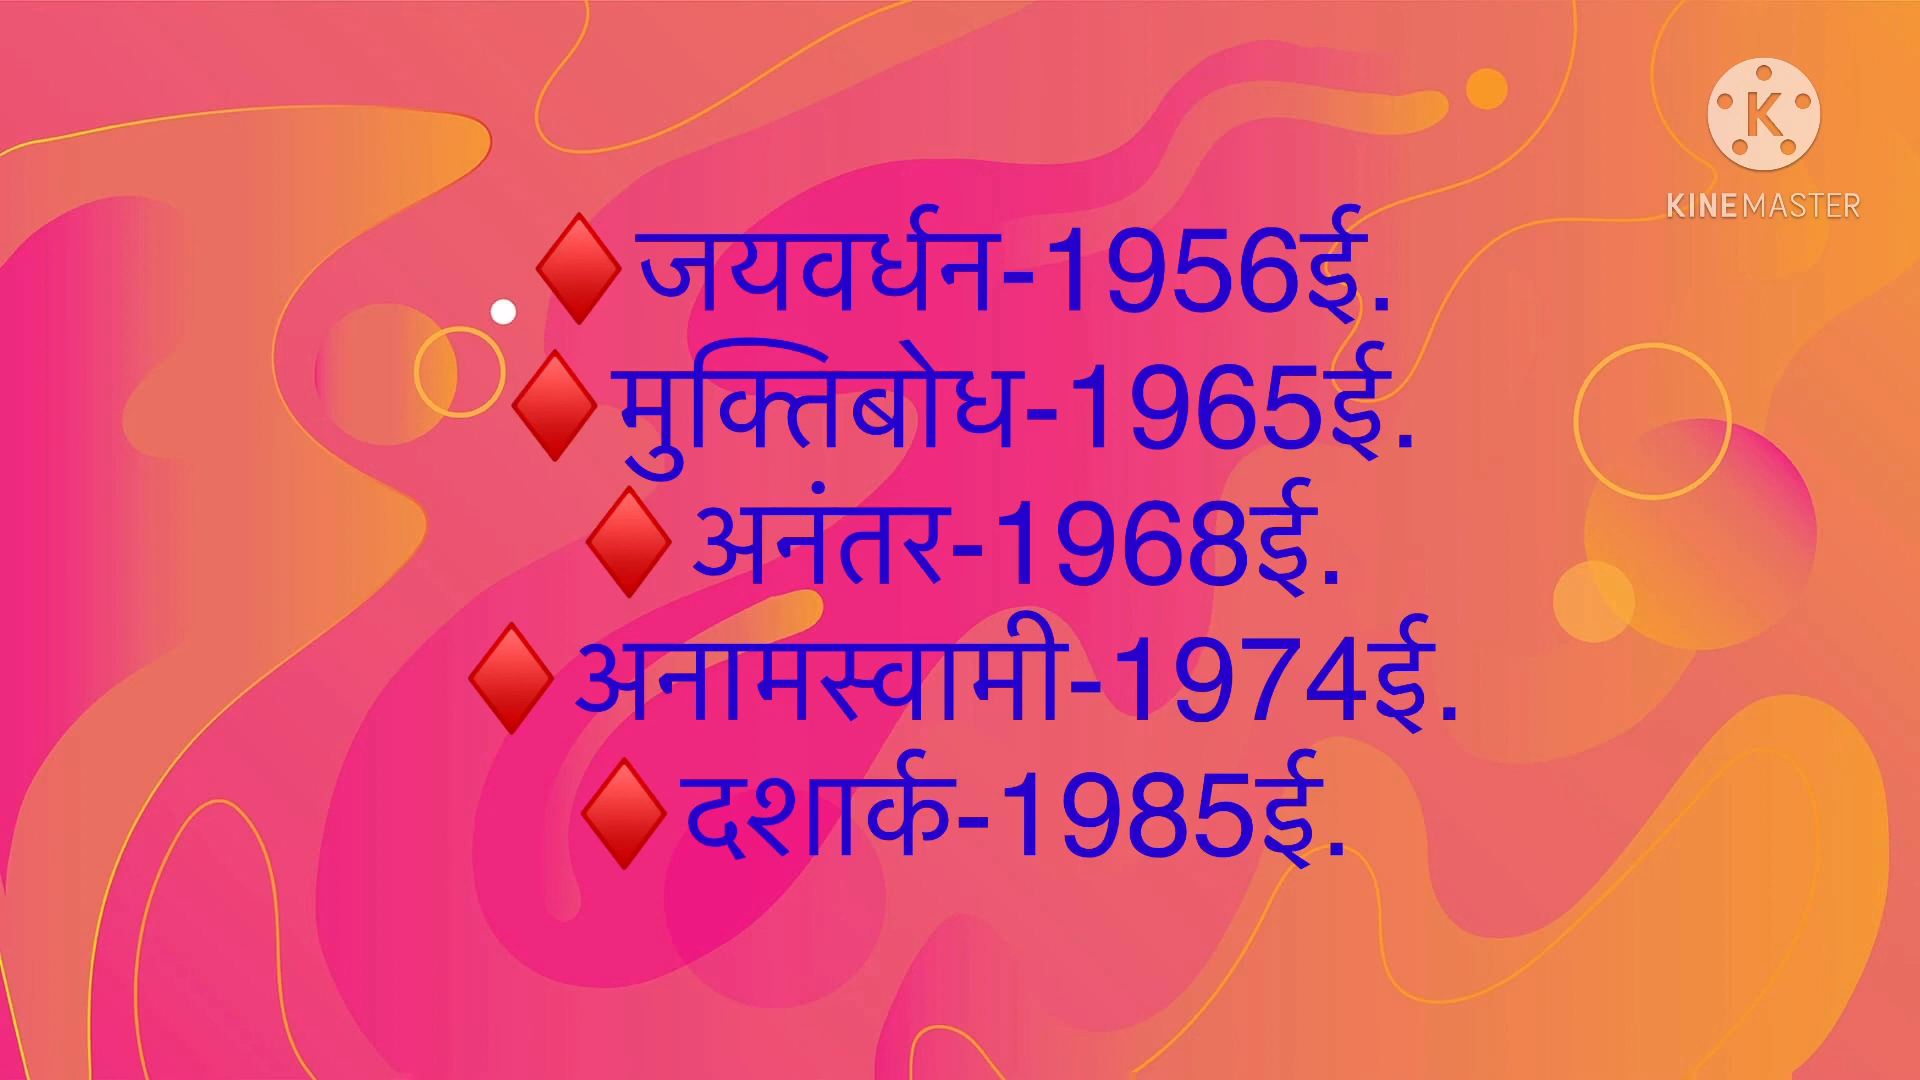 K
KINEMASTER
♦️जयवर्धन-1956ई.
♦️मुक्तिबोध-1965ई.
♦️अनंतर-1968ई.
♦️अनामस्वामी-1974ई.
♦️दशार्क-1985ई.